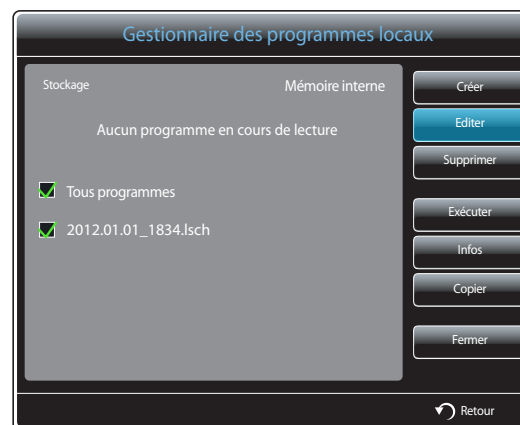 Gestionnaire des programmes locaux
Stockage Mémoire interne
Aucun programme en cours de lecture
Tous programmes
2012.01.01_1834.lsch
Créer
Editer
Supprimer
Exécuter
Infos
Copier
Fermer
Retour